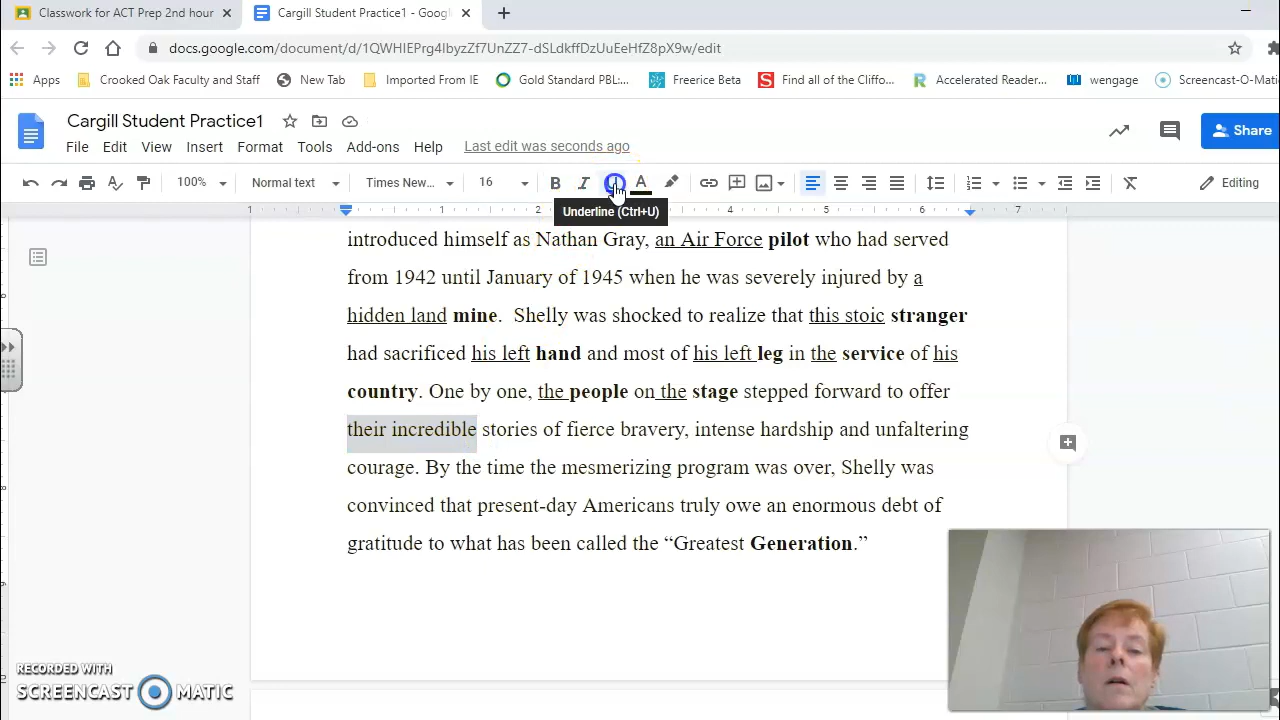 Classwork for ACT Prep 2nd hour
Cargill Student Practice1 - Googl
docs.google.com/document/d/1QWHIEPrg4IbyzZf7UnZZ7-dSLdkffDzUuEeHfZ8pX9w/edit
Apps Crooked Oak Faculty and Staff New Tab Imported From IE Gold Standard PBL:... Freerice Beta Find all of the Cliffo... Accelerated Reader... wengage Screencast-O-Mati
Cargill Student Practice1
File Edit View Insert Format Tools Add-ons Help Last edit was seconds ago
Share
100% Normal text Times New... 16 B I A Editing
Underline (Ctrl+U)
1 1 2 4 5 6 7
introduced himself as Nathan Gray, an Air Force pilot who had served
from 1942 until January of 1945 when he was severely injured by a
hidden land mine.  Shelly was shocked to realize that this stoic stranger
had sacrificed his left hand and most of his left leg in the service of his
country. One by one, the people on the stage stepped forward to offer
their incredible stories of fierce bravery, intense hardship and unfaltering
courage. By the time the mesmerizing program was over, Shelly was
convinced that present-day Americans truly owe an enormous debt of
gratitude to what has been called the “Greatest Generation.”
RECORDED WITH
SCREENCAST MATIC